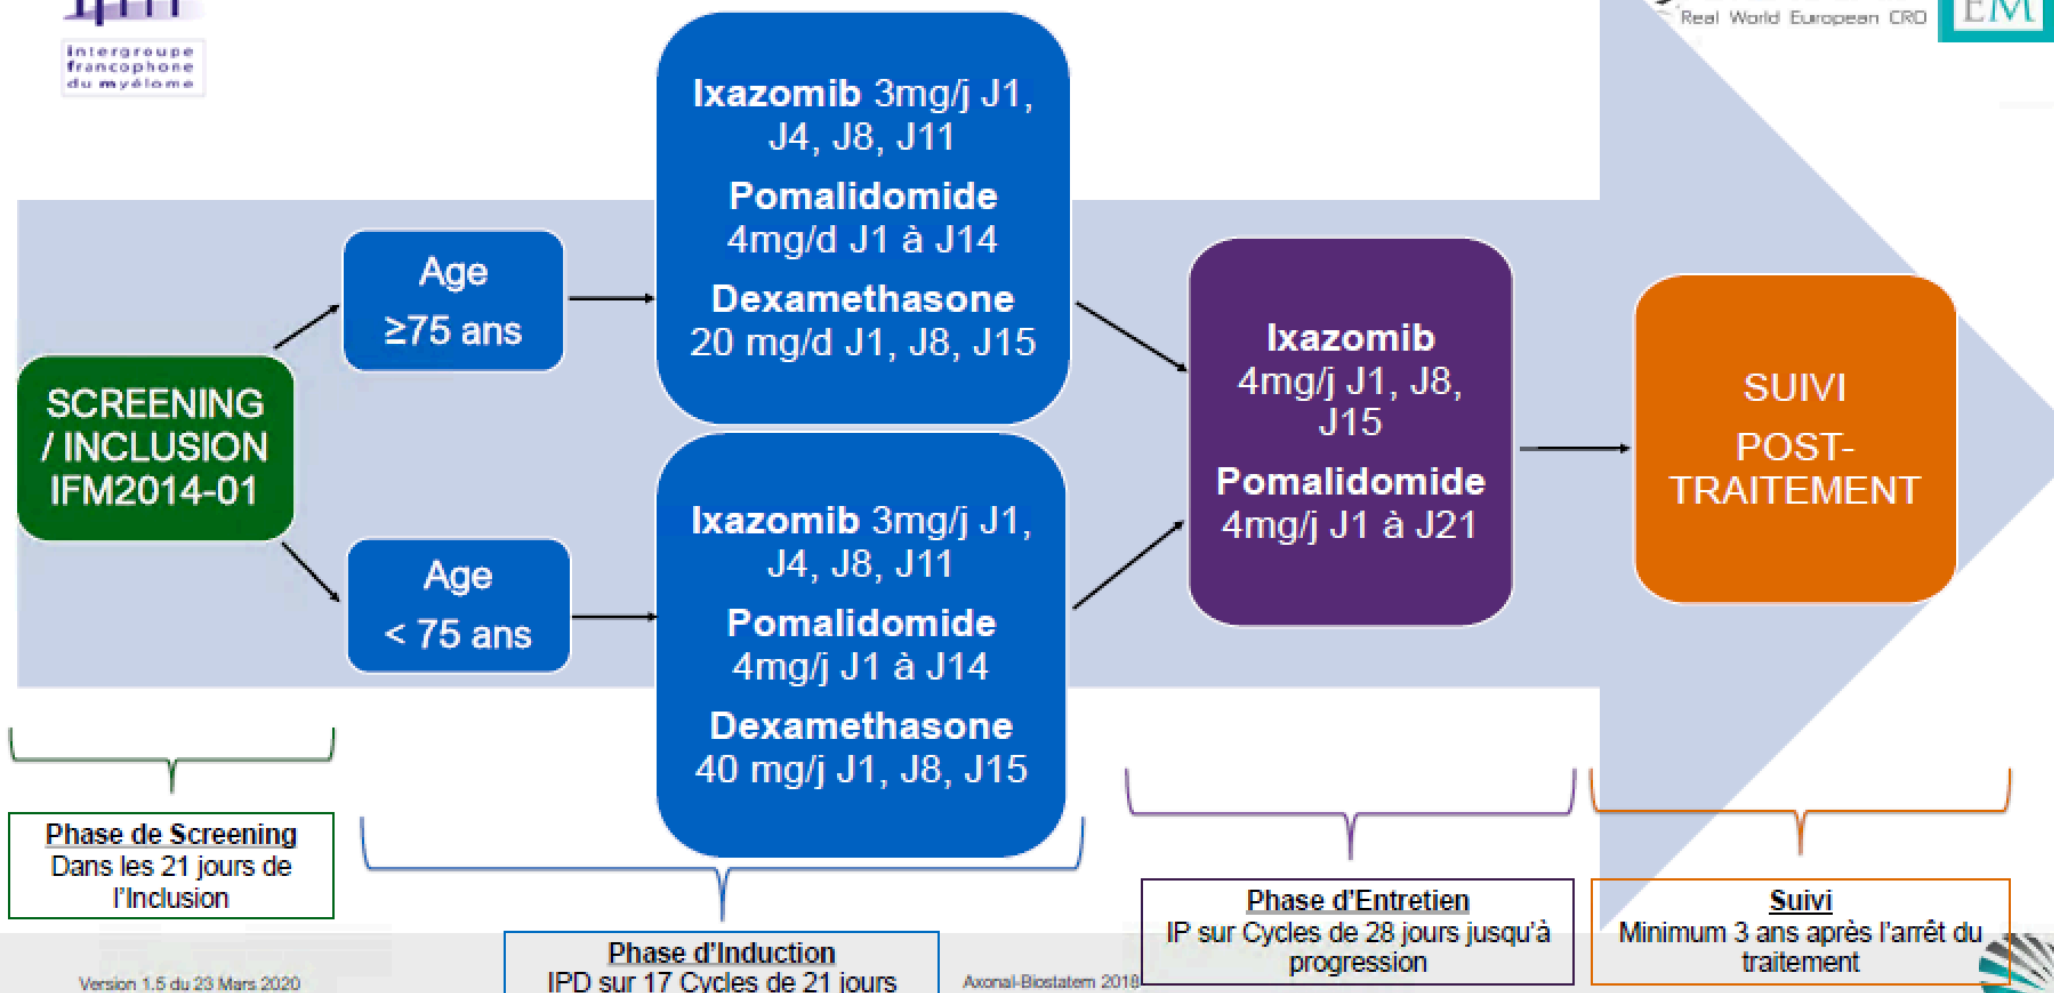 intergroupe
francophone
du myélome
Real World European CRO
EM
Ixazomib 3mg/j J1,
J4, J8, J11
Pomalidomide
4mg/d J1 à J14
Dexamethasone
20 mg/d J1, J8, J15
Age
≥75 ans
SCREENING
/ INCLUSION
IFM2014-01
Age
< 75 ans
Ixazomib 3mg/j J1,
J4, J8, J11
Pomalidomide
4mg/j J1 à J14
Dexamethasone
40 mg/j J1, J8, J15
Ixazomib
4mg/j J1, J8,
J15
Pomalidomide
4mg/j J1 à J21
SUIVI
POST-
TRAITEMENT
Phase de Screening
Dans les 21 jours de
l'Inclusion
Phase d'Induction
IPD sur 17 Cycles de 21 jours
Phase d'Entretien
IP sur Cycles de 28 jours jusqu'à
progression
Suivi
Minimum 3 ans après l'arrêt du
traitement
Version 1.5 du 23 Mars 2020
Axonal-Biostatem 2018